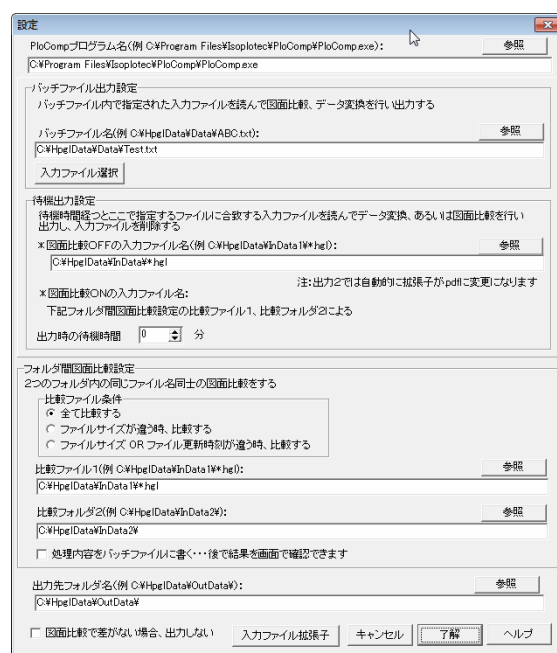 設定
PloCompプログラム名(例 C:¥Program Files¥Isoplotec¥PloComp¥PloComp.exe):
参照
C:¥Program Files¥Isoplotec¥PloComp¥PloComp.exe
バッチファイル出力設定
バッチファイル内で指定された入力ファイルを読んで図面比較、データ変換を行い出力する
バッチファイル名(例 C:¥HpglData¥Data¥ABC.txt):
参照
C:¥HpglData¥Data¥Test.txt
入力ファイル選択
待機出力設定
待機時間経つとここで指定するファイルに合致する入力ファイルを読んでデータ変換、あるいは図面比較を行い
出力し、入力ファイルを削除する
*図面比較OFFの入力ファイル名(例 C:¥HpglData¥InData1¥*.hgl):
参照
C:¥HpglData¥InData¥*.hgl
注:出力2では自動的に拡張子がpdfに変更になります
*図面比較ONの入力ファイル名:
下記フォルダ間図面比較設定の比較ファイル1、比較フォルダ2による
出力時の待機時間 0 分
フォルダ間図面比較設定
2つのフォルダ内の同じファイル名同士の図面比較をする
比較ファイル条件
全て比較する
ファイルサイズが違う時、比較する
ファイルサイズ OR ファイル更新時刻が違う時、比較する
比較ファイル1(例 C:¥HpglData¥InData1¥*.hgl):
参照
C:¥HpglData¥InData1¥*.hgl
比較フォルダ2(例 C:¥HpglData¥InData2¥):
参照
C:¥HpglData¥InData2¥
処理内容をバッチファイルに書く・・・後で結果を画面で確認できます
出力先フォルダ名(例 C:¥HpglData¥OutData¥):
参照
C:¥HpglData¥OutData¥
図面比較で差がない場合、出力しない 入力ファイル拡張子 キャンセル 了解 ヘルプ